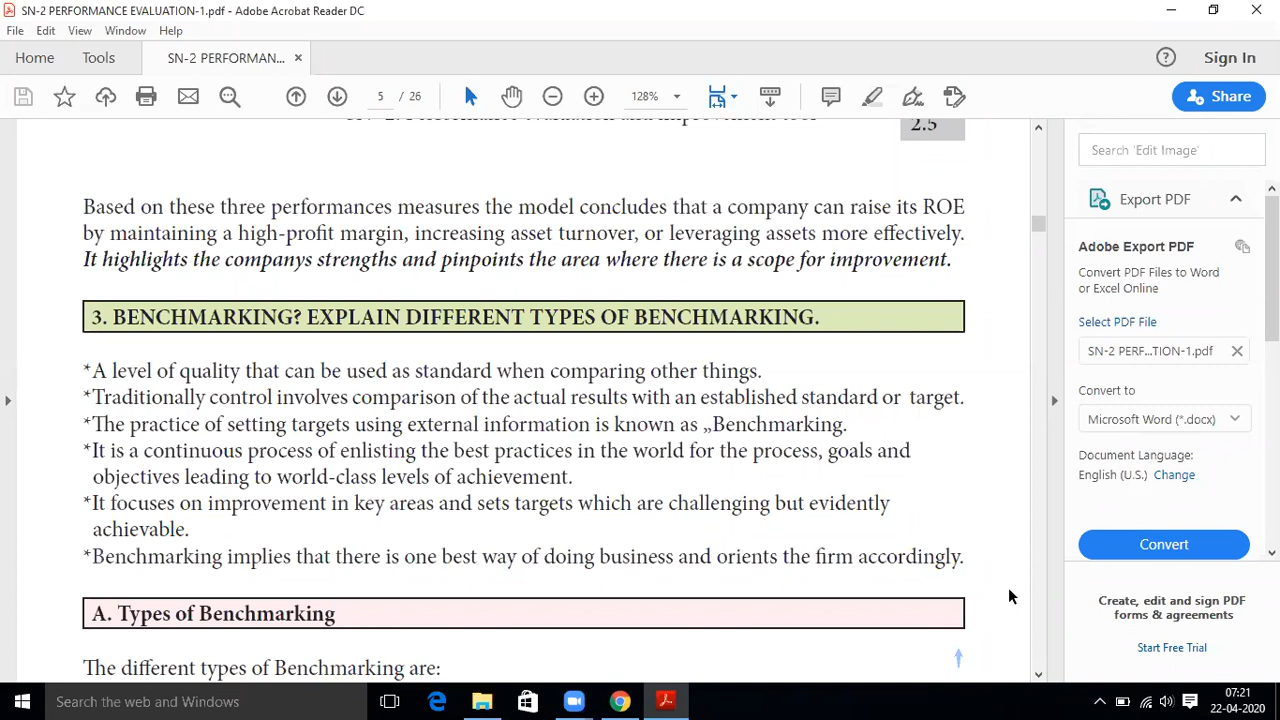 SN-2 PERFORMANCE EVALUATION-1.pdf - Adobe Acrobat Reader DC
File Edit View Window Help
Home Tools SN-2 PERFORMAN... × Sign In
5 / 26 128% Share
2.5
Based on these three performances measures the model concludes that a company can raise its ROE
by maintaining a high-profit margin, increasing asset turnover, or leveraging assets more effectively.
It highlights the companys strengths and pinpoints the area where there is a scope for improvement.
3. BENCHMARKING? EXPLAIN DIFFERENT TYPES OF BENCHMARKING.
*A level of quality that can be used as standard when comparing other things.
*Traditionally control involves comparison of the actual results with an established standard or target.
*The practice of setting targets using external information is known as „Benchmarking.
*It is a continuous process of enlisting the best practices in the world for the process, goals and
objectives leading to world-class levels of achievement.
*It focuses on improvement in key areas and sets targets which are challenging but evidently
achievable.
*Benchmarking implies that there is one best way of doing business and orients the firm accordingly.
A. Types of Benchmarking
The different types of Benchmarking are:
Search 'Edit Image'
Export PDF
Adobe Export PDF
Convert PDF Files to Word
or Excel Online
Select PDF File
SN-2 PERF...TION-1.pdf
Convert to
Microsoft Word (*.docx)
Document Language:
English (U.S.) Change
Convert
Create, edit and sign PDF
forms & agreements
Start Free Trial
Search the web and Windows
07:21
22-04-2020